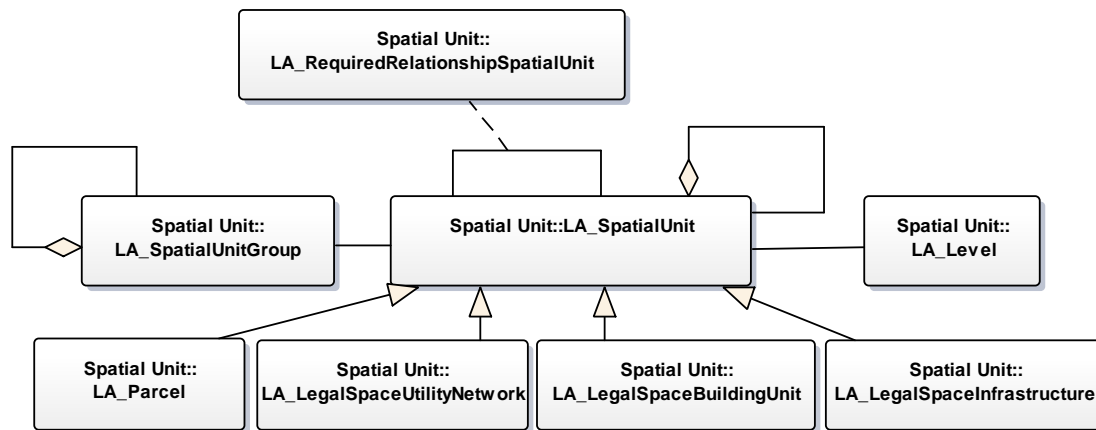 Spatial Unit::
LA_RequiredRelationshipSpatialUnit
Spatial Unit::
LA_SpatialUnitGroup
Spatial Unit::LA_SpatialUnit
Spatial Unit::
LA_Level
Spatial Unit::
LA_Parcel
Spatial Unit::
LA_LegalSpaceUtilityNetwork
Spatial Unit::
LA_LegalSpaceBuildingUnit
Spatial Unit::
LA_LegalSpaceInfrastructure